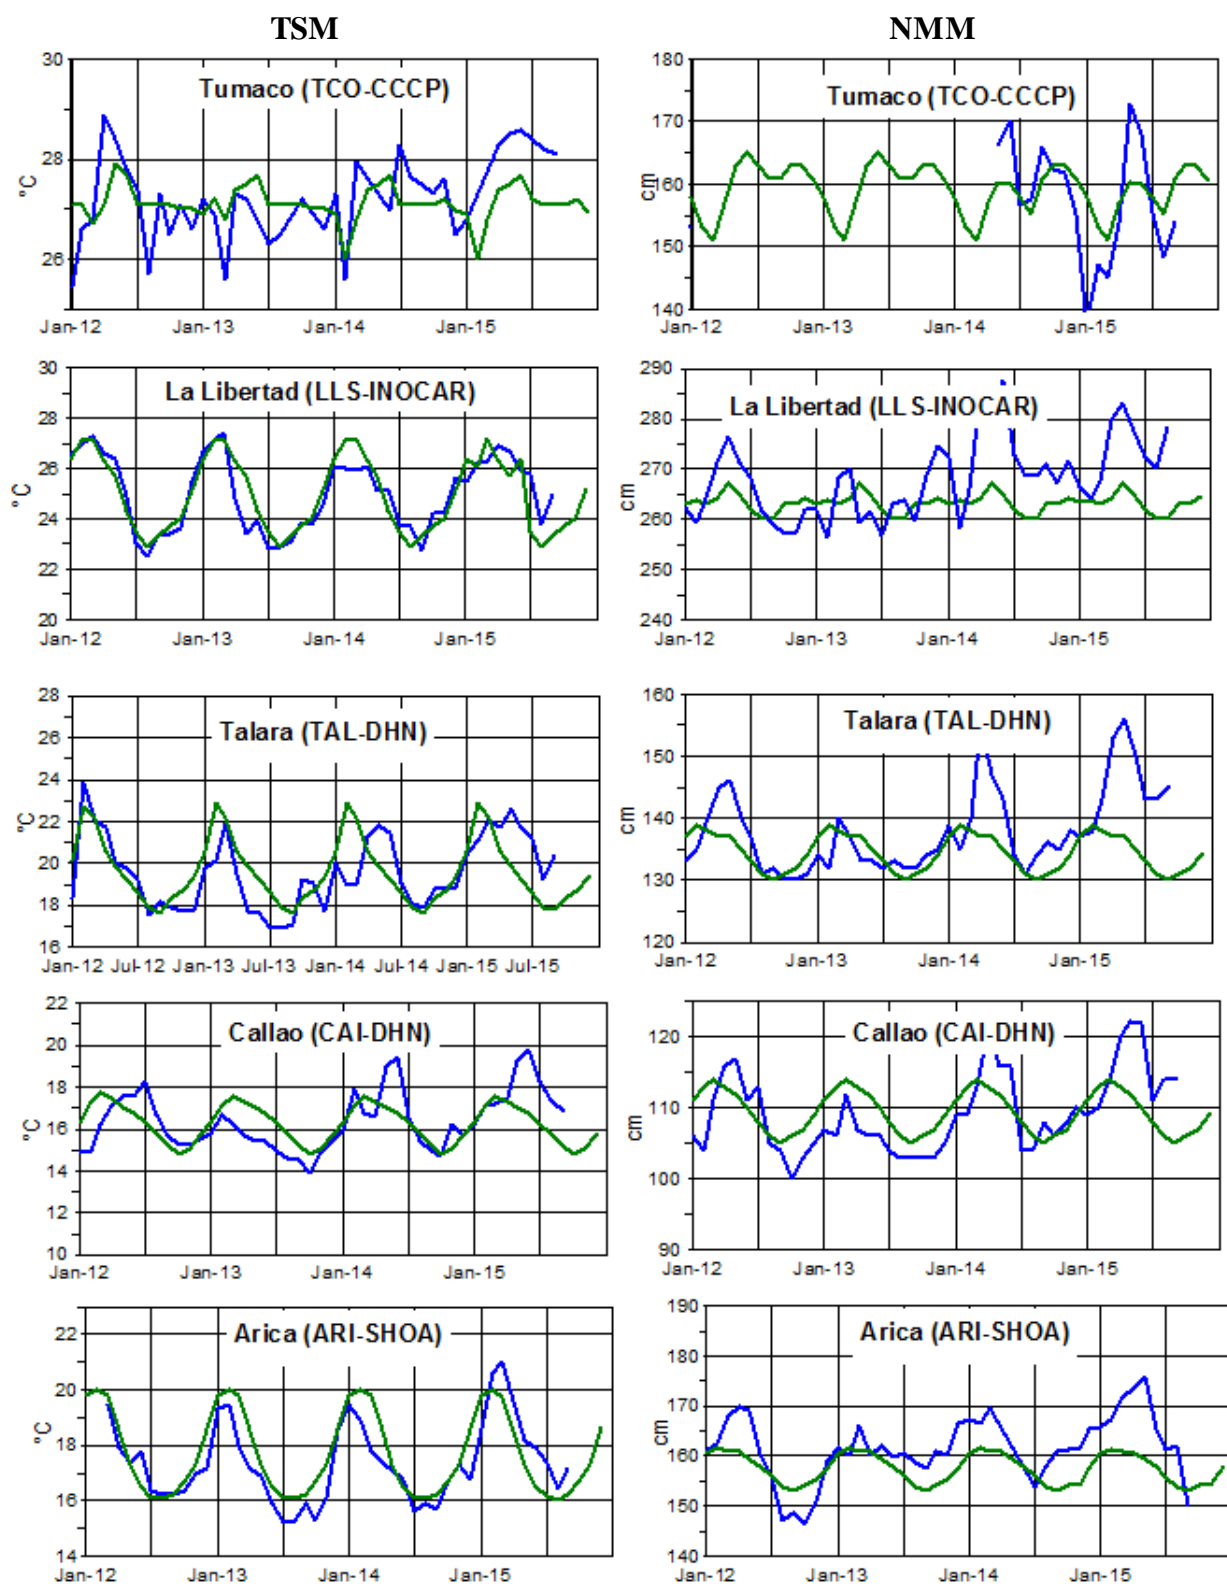 TSM
NMM
Tumaco (TCO-CCCP)
30
28
26
°C
Jan-12 Jan-13 Jan-14 Jan-15
Tumaco (TCO-CCCP)
180
170
160
150
140
cm
Jan-12 Jan-13 Jan-14 Jan-15
La Libertad (LLS-INOCAR)
30
28
26
24
22
20
°C
Jan-12 Jan-13 Jan-14 Jan-15
La Libertad (LLS-INOCAR)
290
280
270
260
250
240
cm
Jan-12 Jan-13 Jan-14 Jan-15
Talara (TAL-DHN)
28
26
24
22
20
18
16
°C
Jan-12 Jul-12 Jan-13 Jul-13 Jan-14 Jul-14 Jan-15 Jul-15
Talara (TAL-DHN)
160
150
140
130
120
cm
Jan-12 Jan-13 Jan-14 Jan-15
Callao (CAI-DHN)
22
20
18
16
14
12
10
°C
Jan-12 Jan-13 Jan-14 Jan-15
Callao (CAI-DHN)
120
110
100
90
cm
Jan-12 Jan-13 Jan-14 Jan-15
Arica (ARI-SHOA)
22
20
18
16
14
°C
Jan-12 Jan-13 Jan-14 Jan-15
Arica (ARI-SHOA)
190
180
170
160
150
140
cm
Jan-12 Jan-13 Jan-14 Jan-15